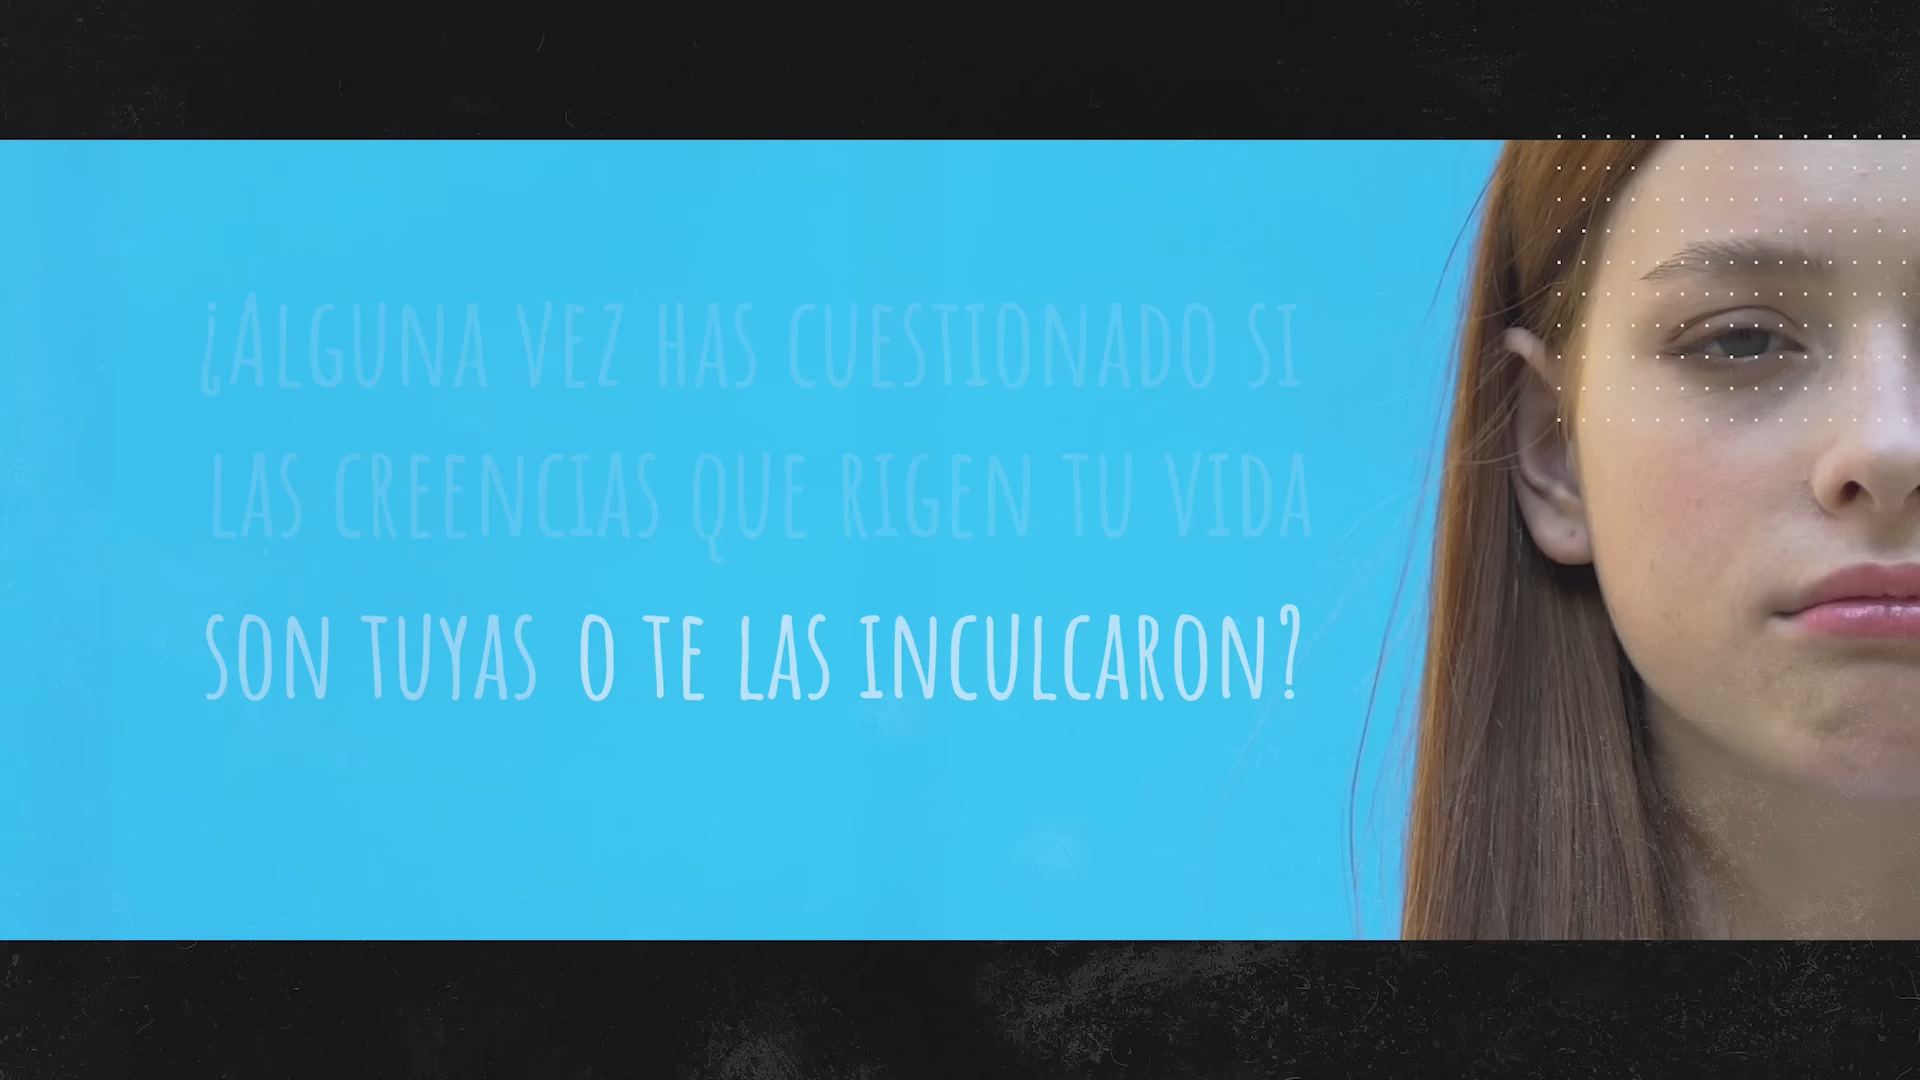 ¿ALGUNA VEZ HAS CUESTIONADO SI
LAS CREENCIAS QUE RIGEN TU VIDA
SON TUYAS O TE LAS INCULCARON?